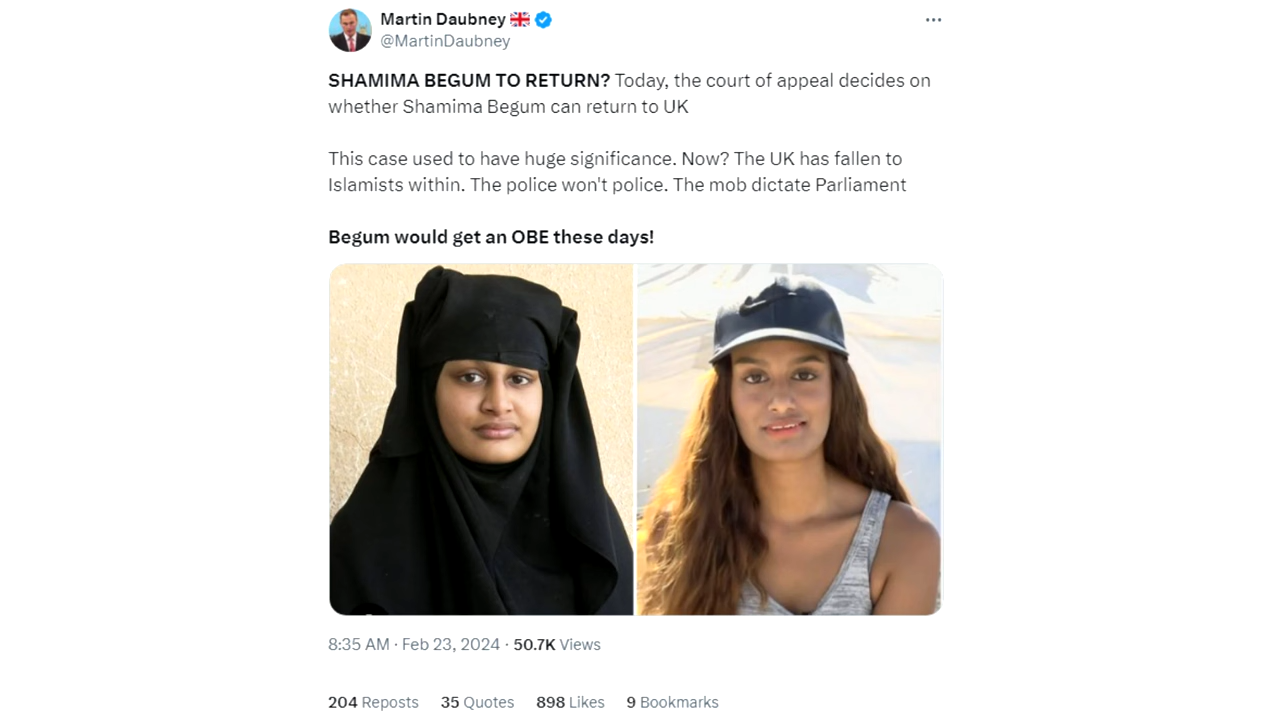 Martin Daubney 🇬🇧
@MartinDaubney
SHAMIMA BEGUM TO RETURN? Today, the court of appeal decides on
whether Shamima Begum can return to UK
This case used to have huge significance. Now? The UK has fallen to
Islamists within. The police won't police. The mob dictate Parliament
Begum would get an OBE these days!
8:35 AM · Feb 23, 2024 · 50.7K Views
204 Reposts 35 Quotes 898 Likes 9 Bookmarks